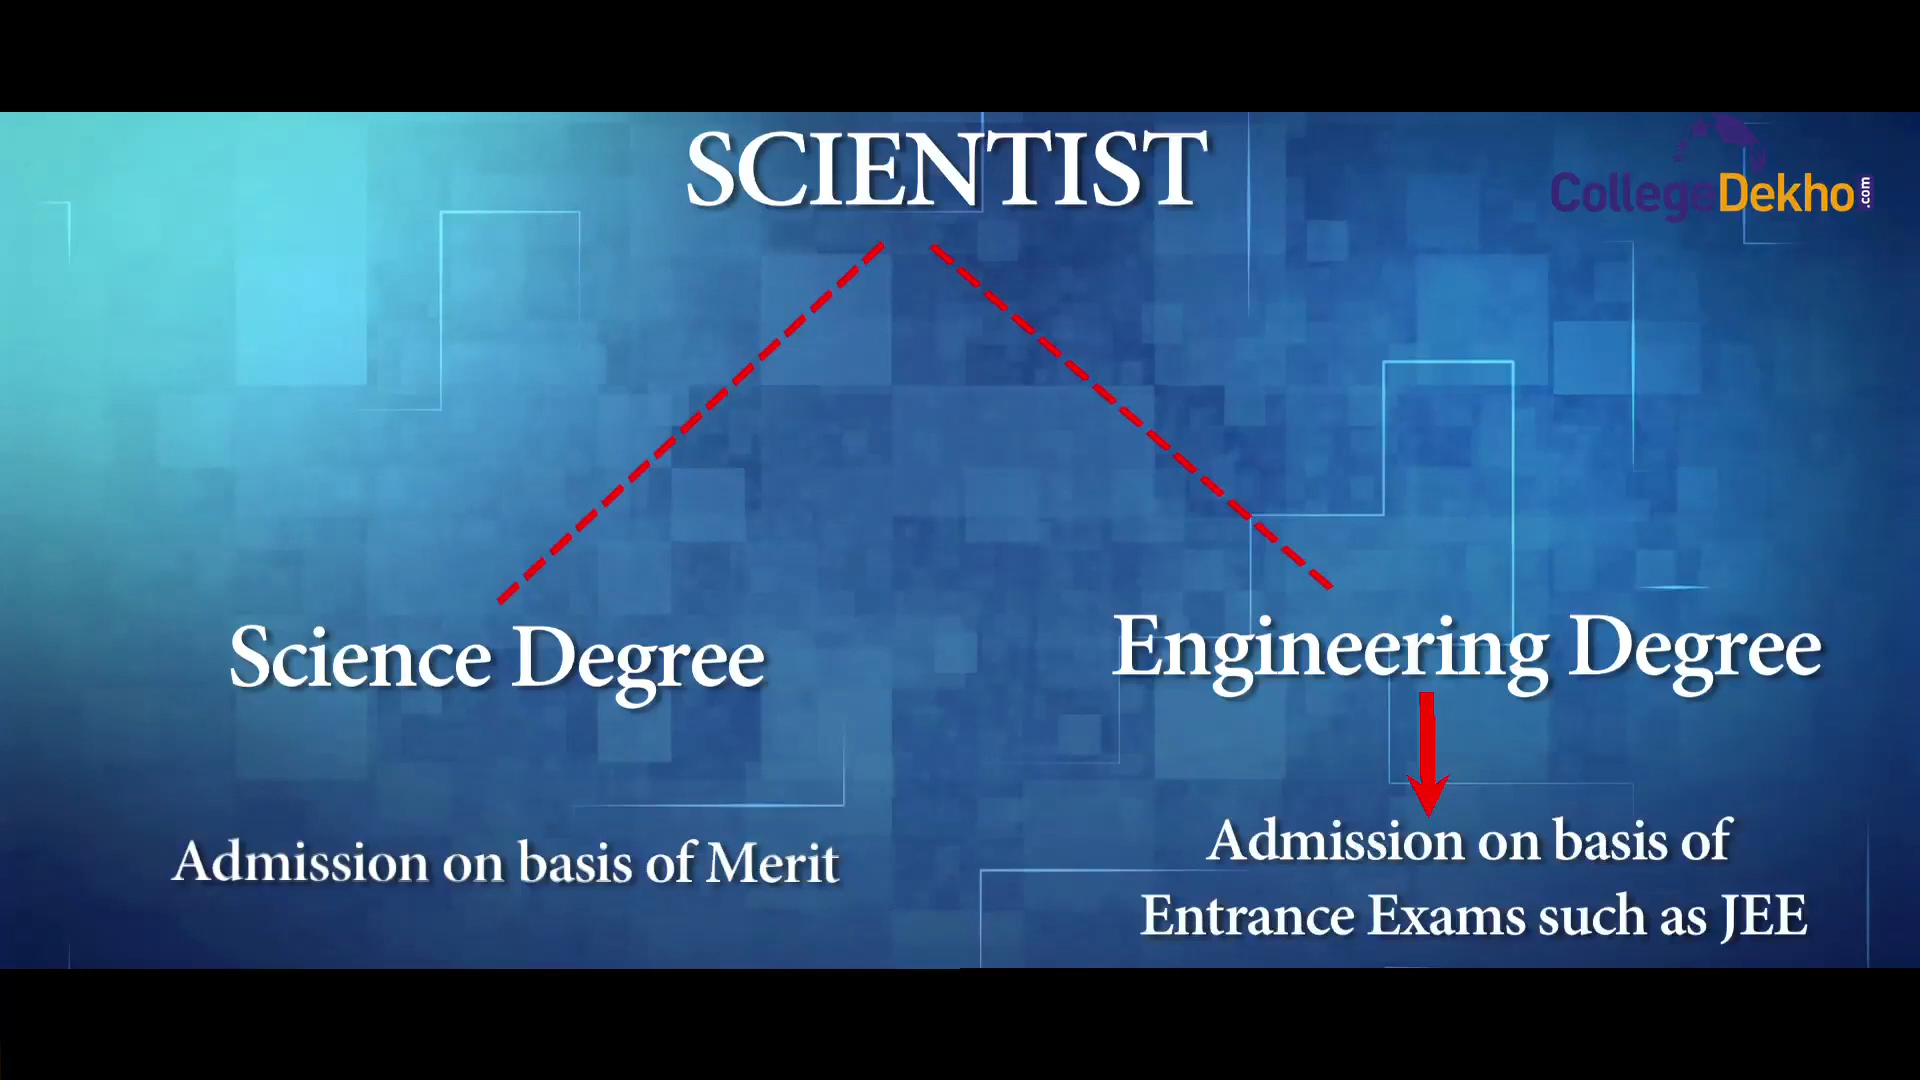 SCIENTIST
CollegeDekho.com
Science Degree
Engineering Degree
Admission on basis of Merit
Admission on basis of
Entrance Exams such as JEE